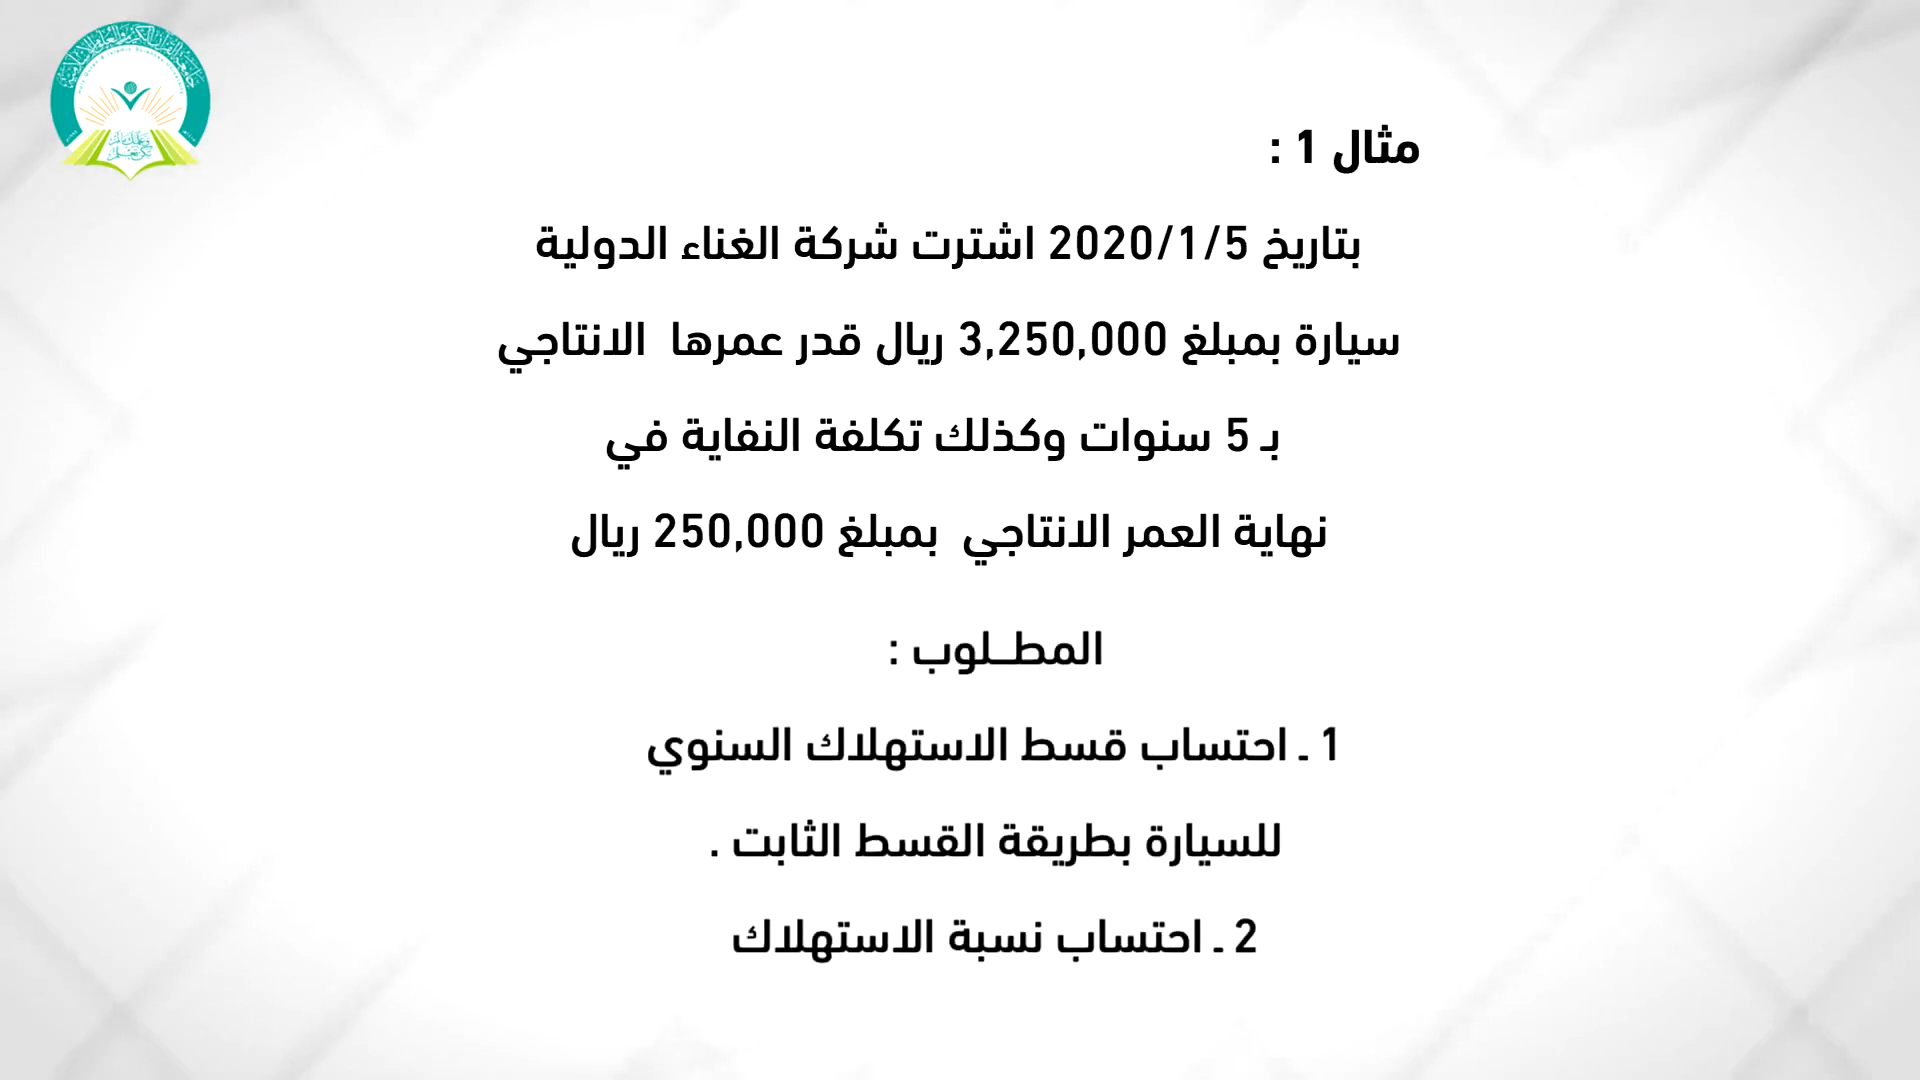 مثال 1 :
بتاريخ 2020/1/5 اشترت شركة الغناء الدولية
سيارة بمبلغ 3,250,000 ريال قدر عمرها  الانتاجي
بـ 5 سنوات وكذلك تكلفة النفاية في
نهاية العمر الانتاجي  بمبلغ 250,000 ريال
المطــلوب :
1 ـ احتساب قسط الاستهلاك السنوي
للسيارة بطريقة القسط الثابت .
2 ـ احتساب نسبة الاستهلاك